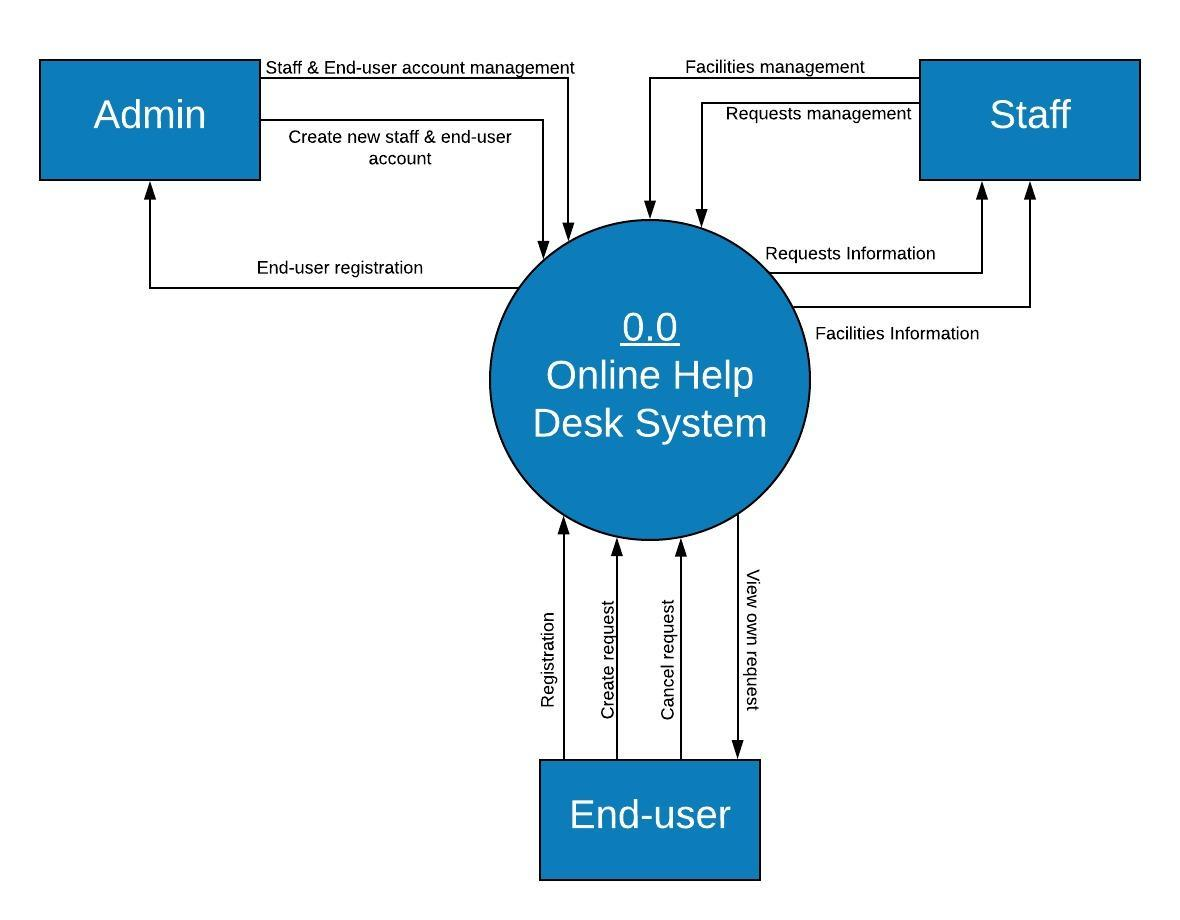 Staff & End-user account management
Facilities management
Admin
Staff
Requests management
Create new staff & end-user
account
Requests Information
End-user registration
Facilities Information
0.0
Online Help
Desk System
Registration
Create request
Cancel request
View own request
End-user